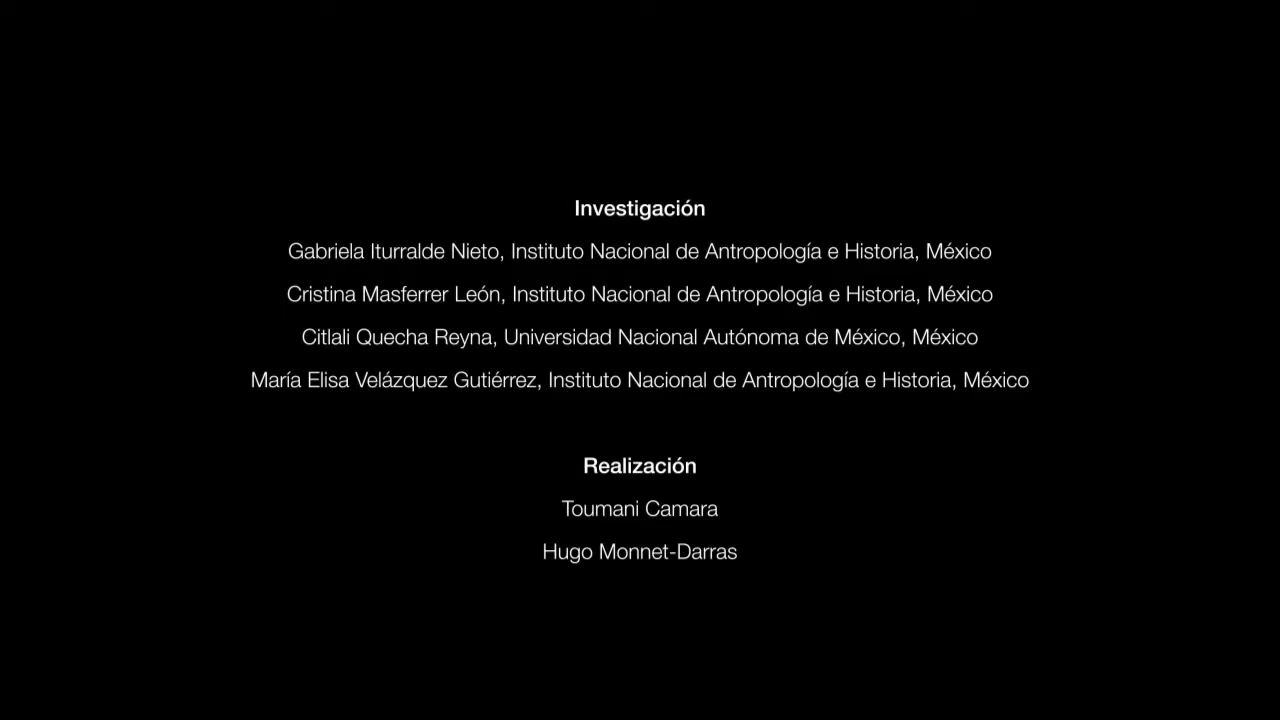 Investigación
Gabriela Iturralde Nieto, Instituto Nacional de Antropología e Historia, México
Cristina Masferrer León, Instituto Nacional de Antropología e Historia, México
Citlali Quecha Reyna, Universidad Nacional Autónoma de México, México
María Elisa Velázquez Gutiérrez, Instituto Nacional de Antropología e Historia, México
Realización
Toumani Camara
Hugo Monnet-Darras